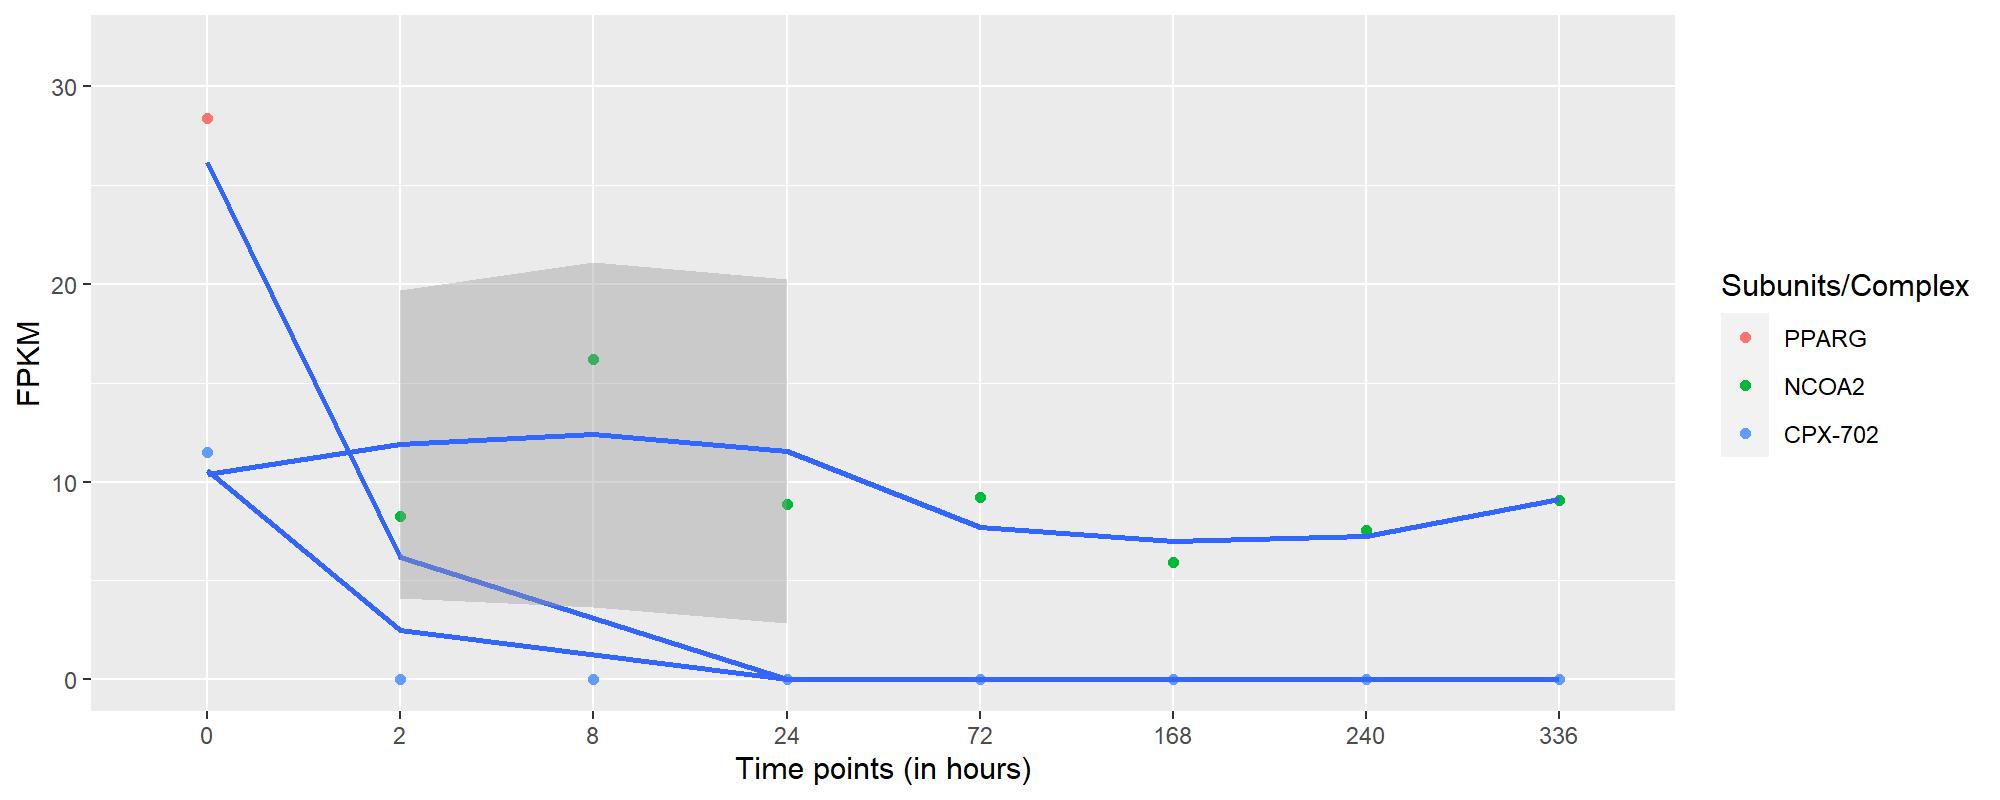 30
20
10
0
FPKM
0 2 8 24 72 168 240 336
Time points (in hours)
Subunits/Complex
PPARG
NCOA2
CPX-702